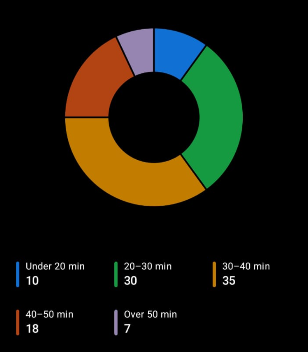 Under 20 min
10
20–30 min
30
30–40 min
35
40–50 min
18
Over 50 min
7